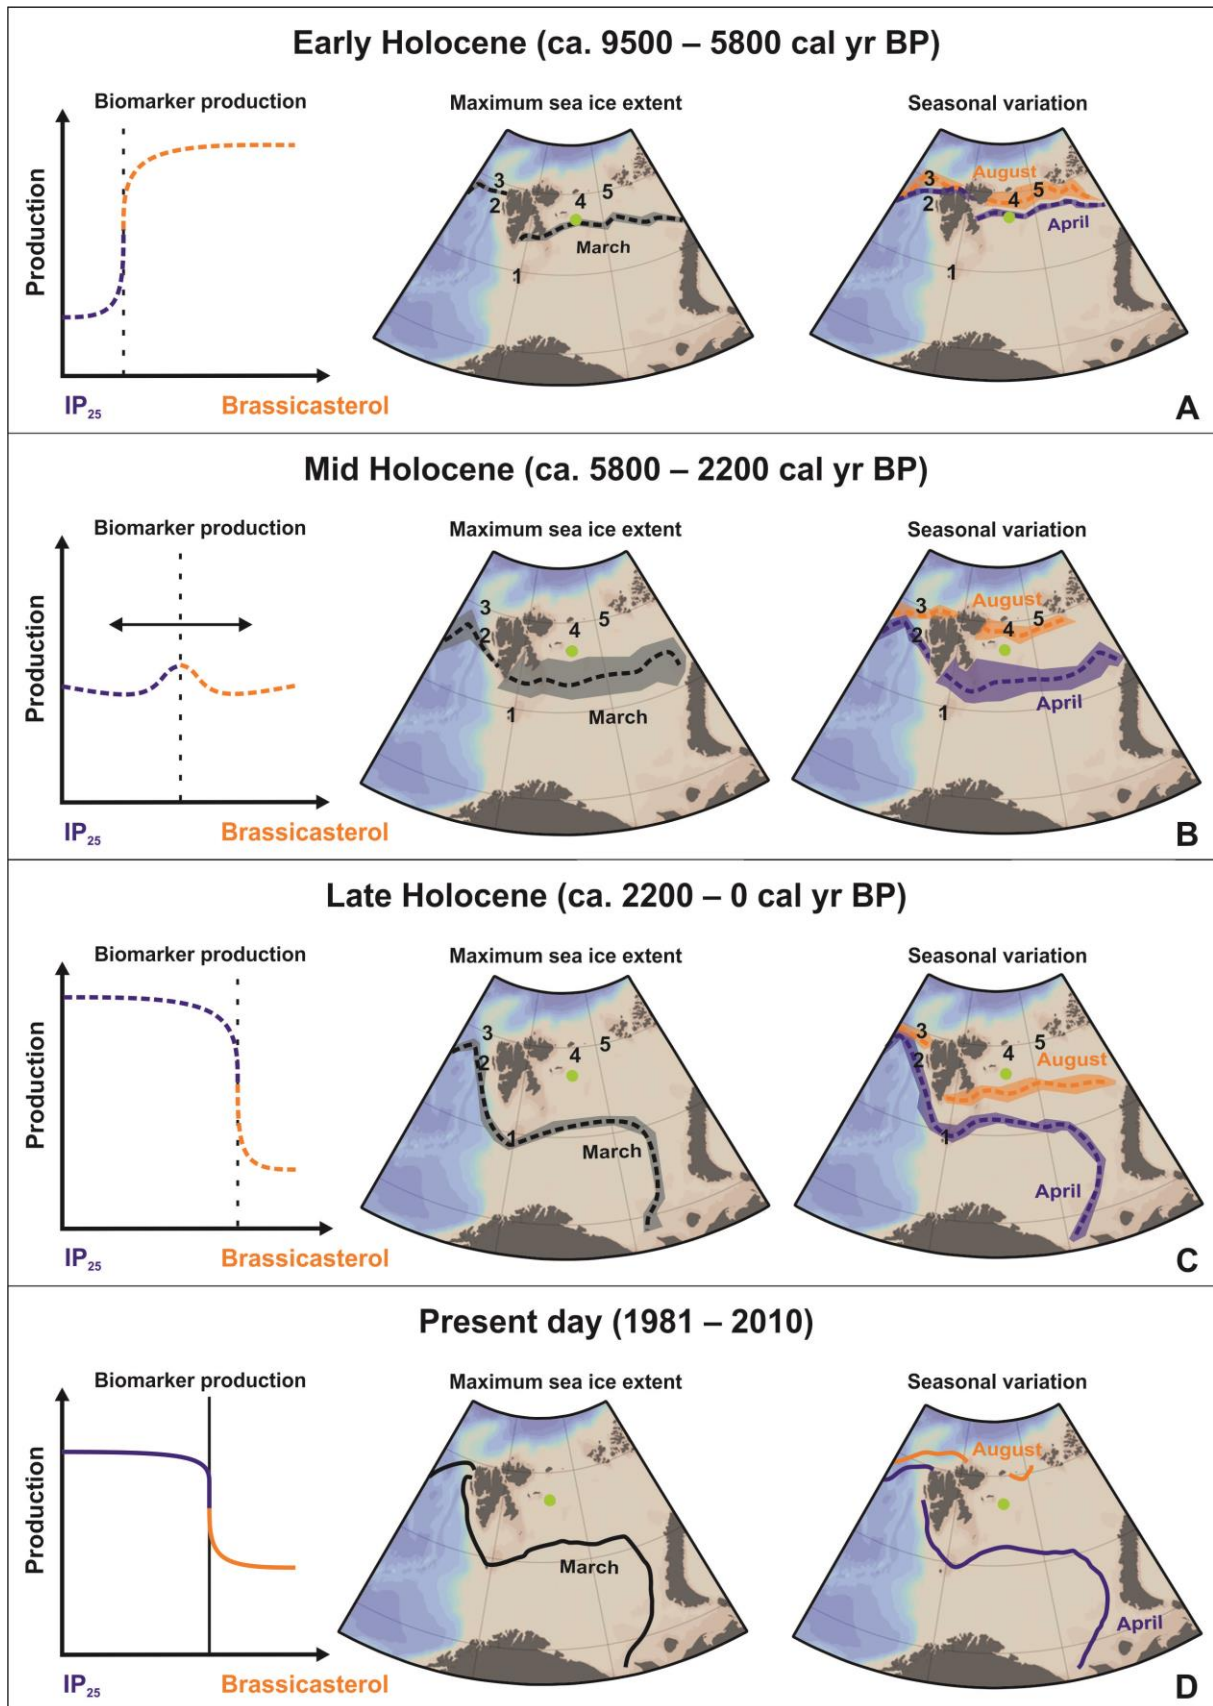 Early Holocene (ca. 9500 – 5800 cal yr BP)
Biomarker production
Maximum sea ice extent
Seasonal variation
Production
IP25
Brassicasterol
3
2
4
5
1
March
August
3
2
4
5
1
April
A
Mid Holocene (ca. 5800 – 2200 cal yr BP)
Biomarker production
Maximum sea ice extent
Seasonal variation
Production
IP25
Brassicasterol
3
2
4
5
1
March
August
3
2
4
5
1
April
B
Late Holocene (ca. 2200 – 0 cal yr BP)
Biomarker production
Maximum sea ice extent
Seasonal variation
Production
IP25
Brassicasterol
3
2
4
5
1
March
3
2
4
5
August
1
April
C
Present day (1981 – 2010)
Biomarker production
Maximum sea ice extent
Seasonal variation
Production
IP25
Brassicasterol
March
August
April
D